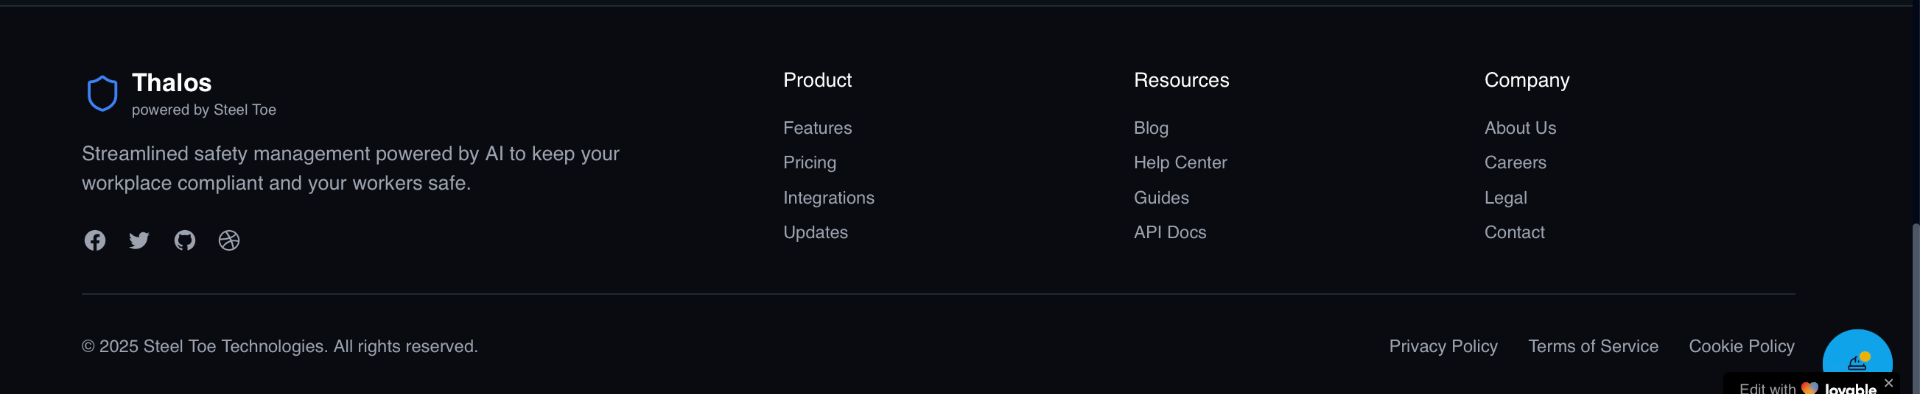 Thalos
powered by Steel Toe
Streamlined safety management powered by AI to keep your
workplace compliant and your workers safe.
Product
Features
Pricing
Integrations
Updates
Resources
Blog
Help Center
Guides
API Docs
Company
About Us
Careers
Legal
Contact
© 2025 Steel Toe Technologies. All rights reserved.
Privacy Policy
Terms of Service
Cookie Policy
Edit with lovable